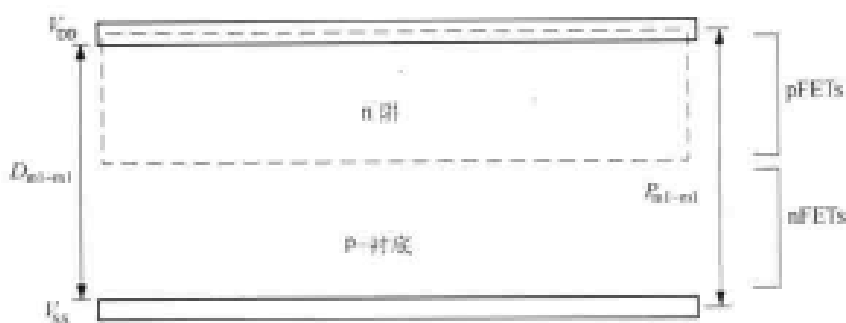 V_DD
n 阱
pFETs
D_m1-m1
P_m1-m1
nFETs
p-衬底
V_SS